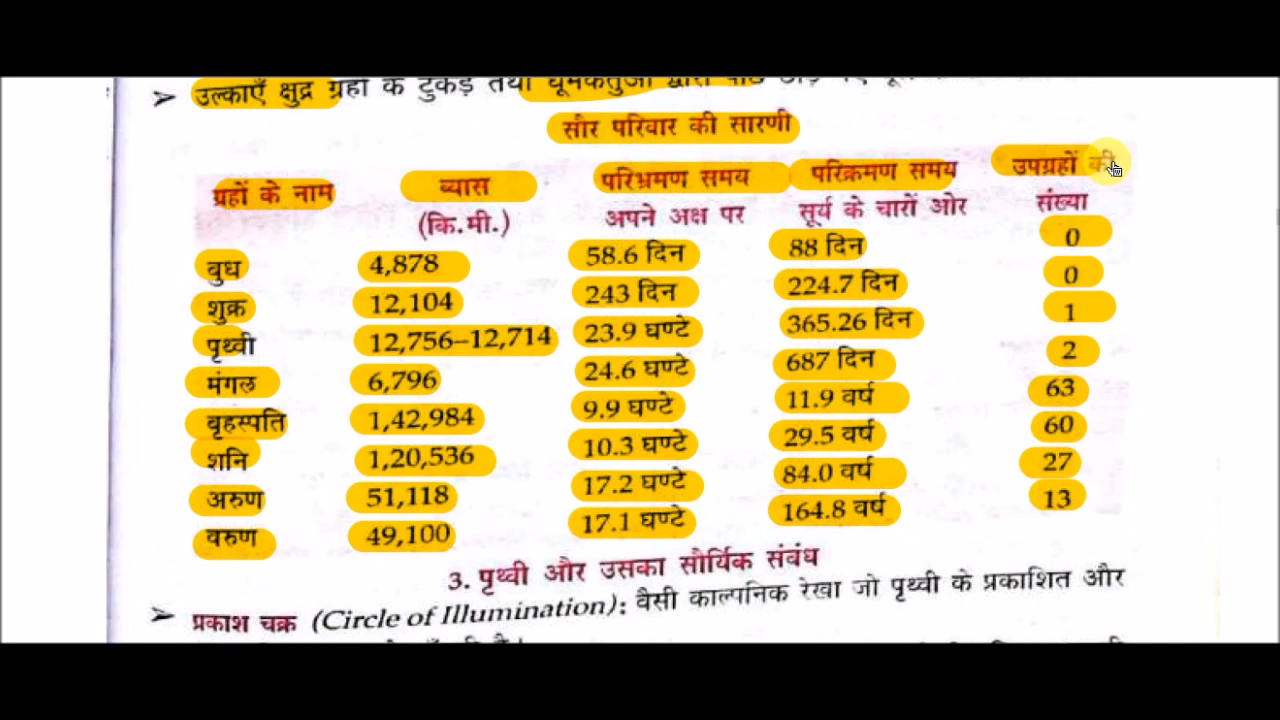 ➢ उल्काएँ क्षुद्र ग्रहों के टुकड़े तथा धूमकेतुओं द्वारा पीछे छोड़े गए
सौर परिवार की सारणी
ग्रहों के नाम व्यास परिभ्रमण समय परिक्रमण समय उपग्रहों की
(कि.मी.) अपने अक्ष पर सूर्य के चारों ओर संख्या
बुध 4,878 58.6 दिन 88 दिन 0
शुक्र 12,104 243 दिन 224.7 दिन 0
पृथ्वी 12,756–12,714 23.9 घण्टे 365.26 दिन 1
मंगल 6,796 24.6 घण्टे 687 दिन 2
बृहस्पति 1,42,984 9.9 घण्टे 11.9 वर्ष 63
शनि 1,20,536 10.3 घण्टे 29.5 वर्ष 60
अरुण 51,118 17.2 घण्टे 84.0 वर्ष 27
वरुण 49,100 17.1 घण्टे 164.8 वर्ष 13
3. पृथ्वी और उसका सौर्यिक संबंध
➢ प्रकाश चक्र (Circle of Illumination): वैसी काल्पनिक रेखा जो पृथ्वी के प्रकाशित और